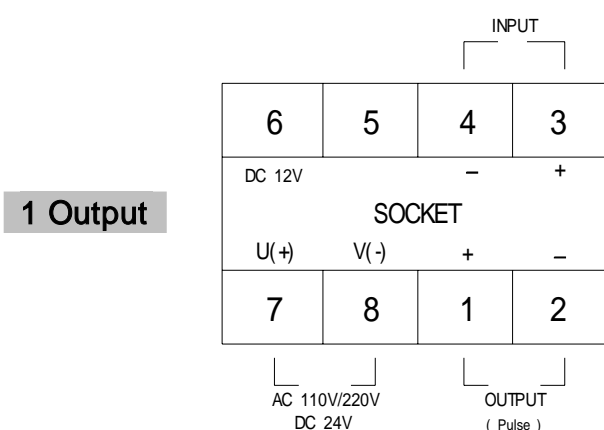 INPUT
6 5 4 3
DC 12V – +
1 Output
SOCKET
U(+) V(-) + –
7 8 1 2
AC 110V/220V OUTPUT
DC 24V ( Pulse )